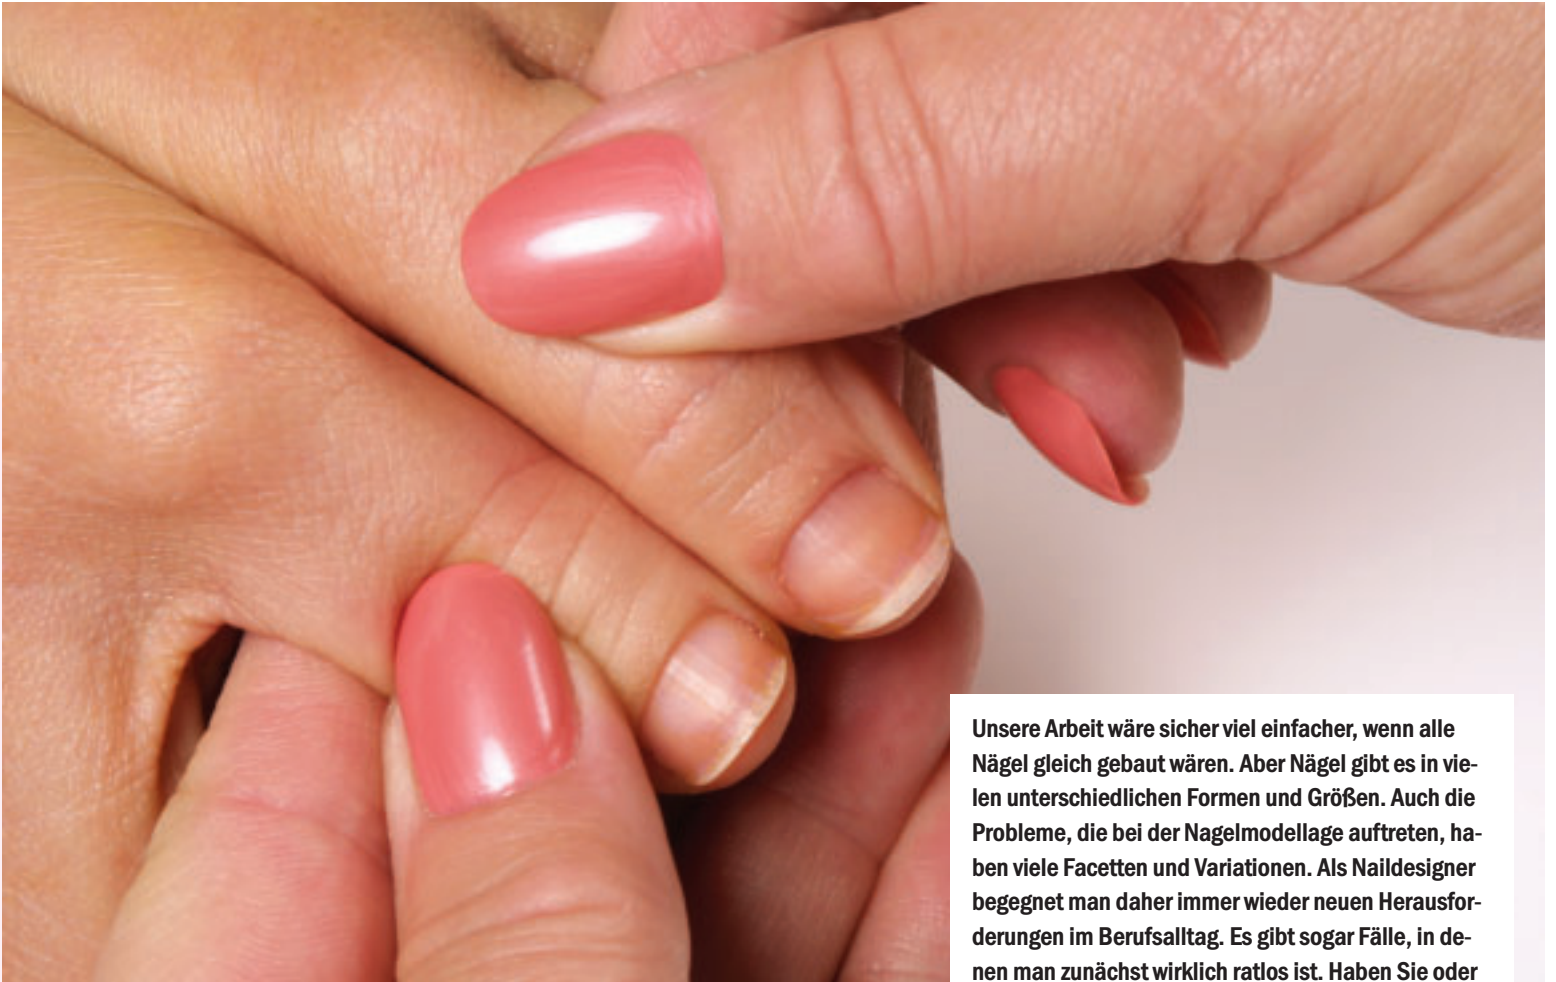 Unsere Arbeit wäre sicher viel einfacher, wenn alle
Nägel gleich gebaut wären. Aber Nägel gibt es in vie-
len unterschiedlichen Formen und Größen. Auch die
Probleme, die bei der Nagelmodellage auftreten, ha-
ben viele Facetten und Variationen. Als Naildesigner
begegnet man daher immer wieder neuen Herausfor-
derungen im Berufsalltag. Es gibt sogar Fälle, in de-
nen man zunächst wirklich ratlos ist. Haben Sie oder